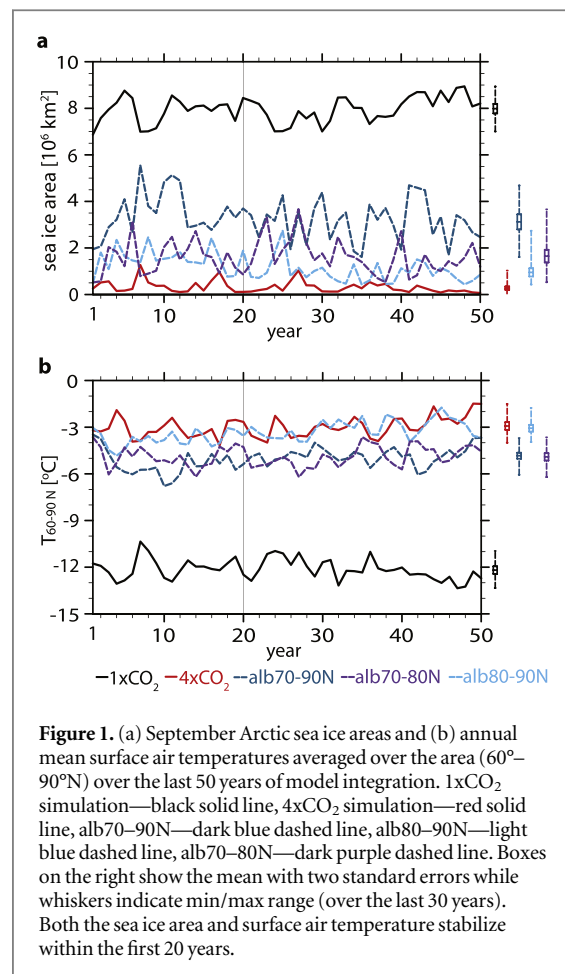 a
10
8
6
4
2
0
sea ice area [10⁶ km²]
1 10 20 30 40 50
year
b
0
-3
-6
-9
-12
-15
T60-90 N [ºC]
1 10 20 30 40 50
year
1xCO₂ 4xCO₂ alb70-90N alb70-80N alb80-90N
Figure 1. (a) September Arctic sea ice areas and (b) annual
mean surface air temperatures averaged over the area (60°–
90°N) over the last 50 years of model integration. 1xCO₂
simulation—black solid line, 4xCO₂ simulation—red solid
line, alb70–90N—dark blue dashed line, alb80–90N—light
blue dashed line, alb70–80N—dark purple dashed line. Boxes
on the right show the mean with two standard errors while
whiskers indicate min/max range (over the last 30 years).
Both the sea ice area and surface air temperature stabilize
within the first 20 years.